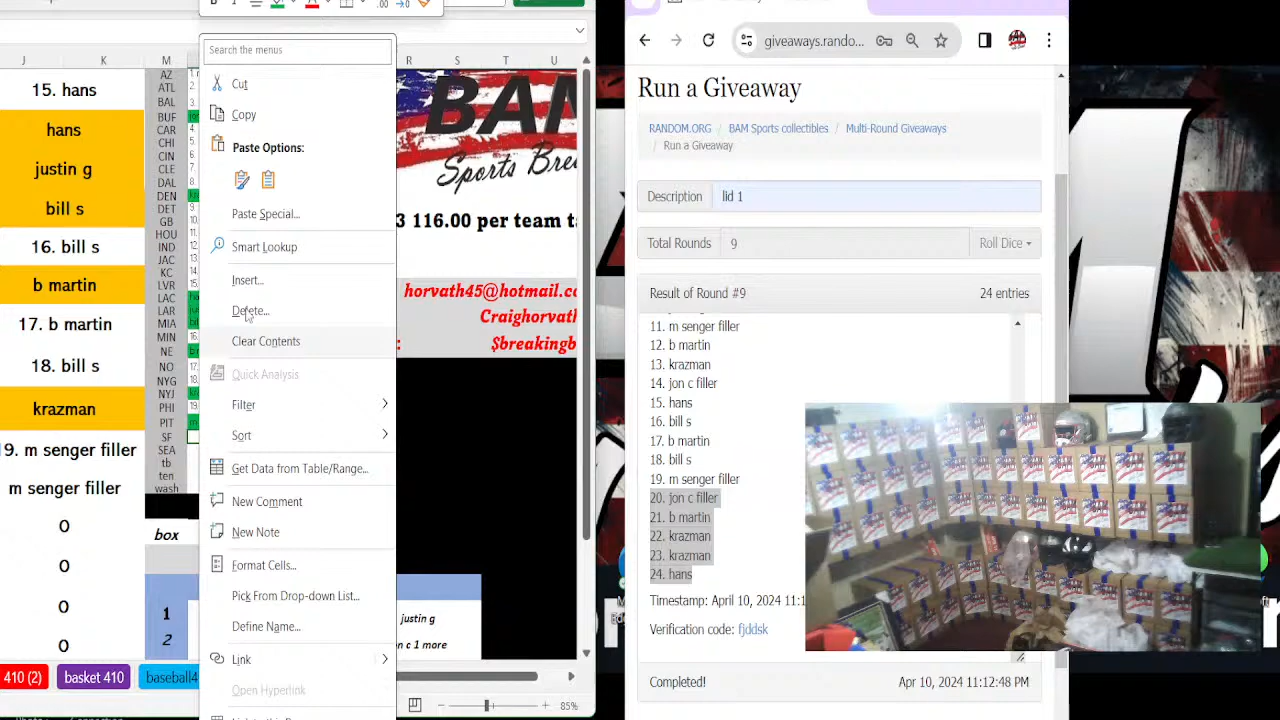 J
K
M
R
S
T
U
15. hans
hans
justin g
bill s
16. bill s
b martin
17. b martin
18. bill s
krazman
9. m senger filler
m senger filler
0
0
0
0
AZ
ATL
BAL
BUF
CAR
CHI
CIN
CLE
DAL
DEN
DET
GB
HOU
IND
JAC
KC
LVR
LAC
LAR
MIA
MIN
NE
NO
NYG
NYJ
PHI
PIT
SF
SEA
tb
ten
wash
box
1
2
410 (2)
basket 410
baseball4
Search the menus
Cut
Copy
Paste Options:
Paste Special...
Smart Lookup
Insert...
Delete...
Clear Contents
Quick Analysis
Filter
Sort
Get Data from Table/Range...
New Comment
New Note
Format Cells...
Pick From Drop-down List...
Define Name...
Link
Open Hyperlink
BAM
Sports Brea
3 116.00 per team t
horvath45@hotmail.c
Craighorvath
$breakingb
justin g
n c 1 more
85%
giveaways.rando...
Run a Giveaway
RANDOM.ORG / BAM Sports collectibles / Multi-Round Giveaways
/ Run a Giveaway
Description lid 1
Total Rounds 9 Roll Dice
Result of Round #9 24 entries
11. m senger filler
12. b martin
13. krazman
14. jon c filler
15. hans
16. bill s
17. b martin
18. bill s
19. m senger filler
20. jon c filler
21. b martin
22. krazman
23. krazman
24. hans
Timestamp: April 10, 2024 11:1
Verification code: fjddsk
Completed! Apr 10, 2024 11:12:48 PM